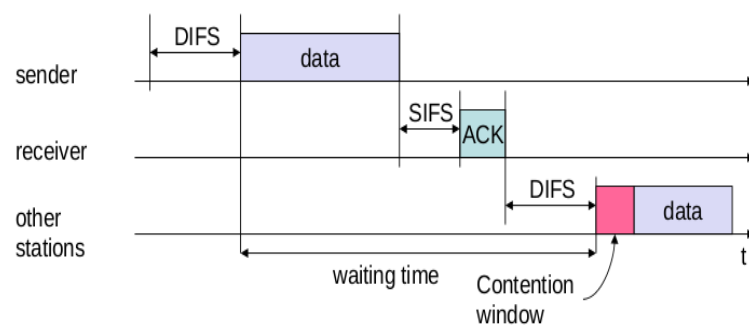 DIFS
data
sender
SIFS
ACK
receiver
DIFS
data
other
stations
t
waiting time
Contention
window